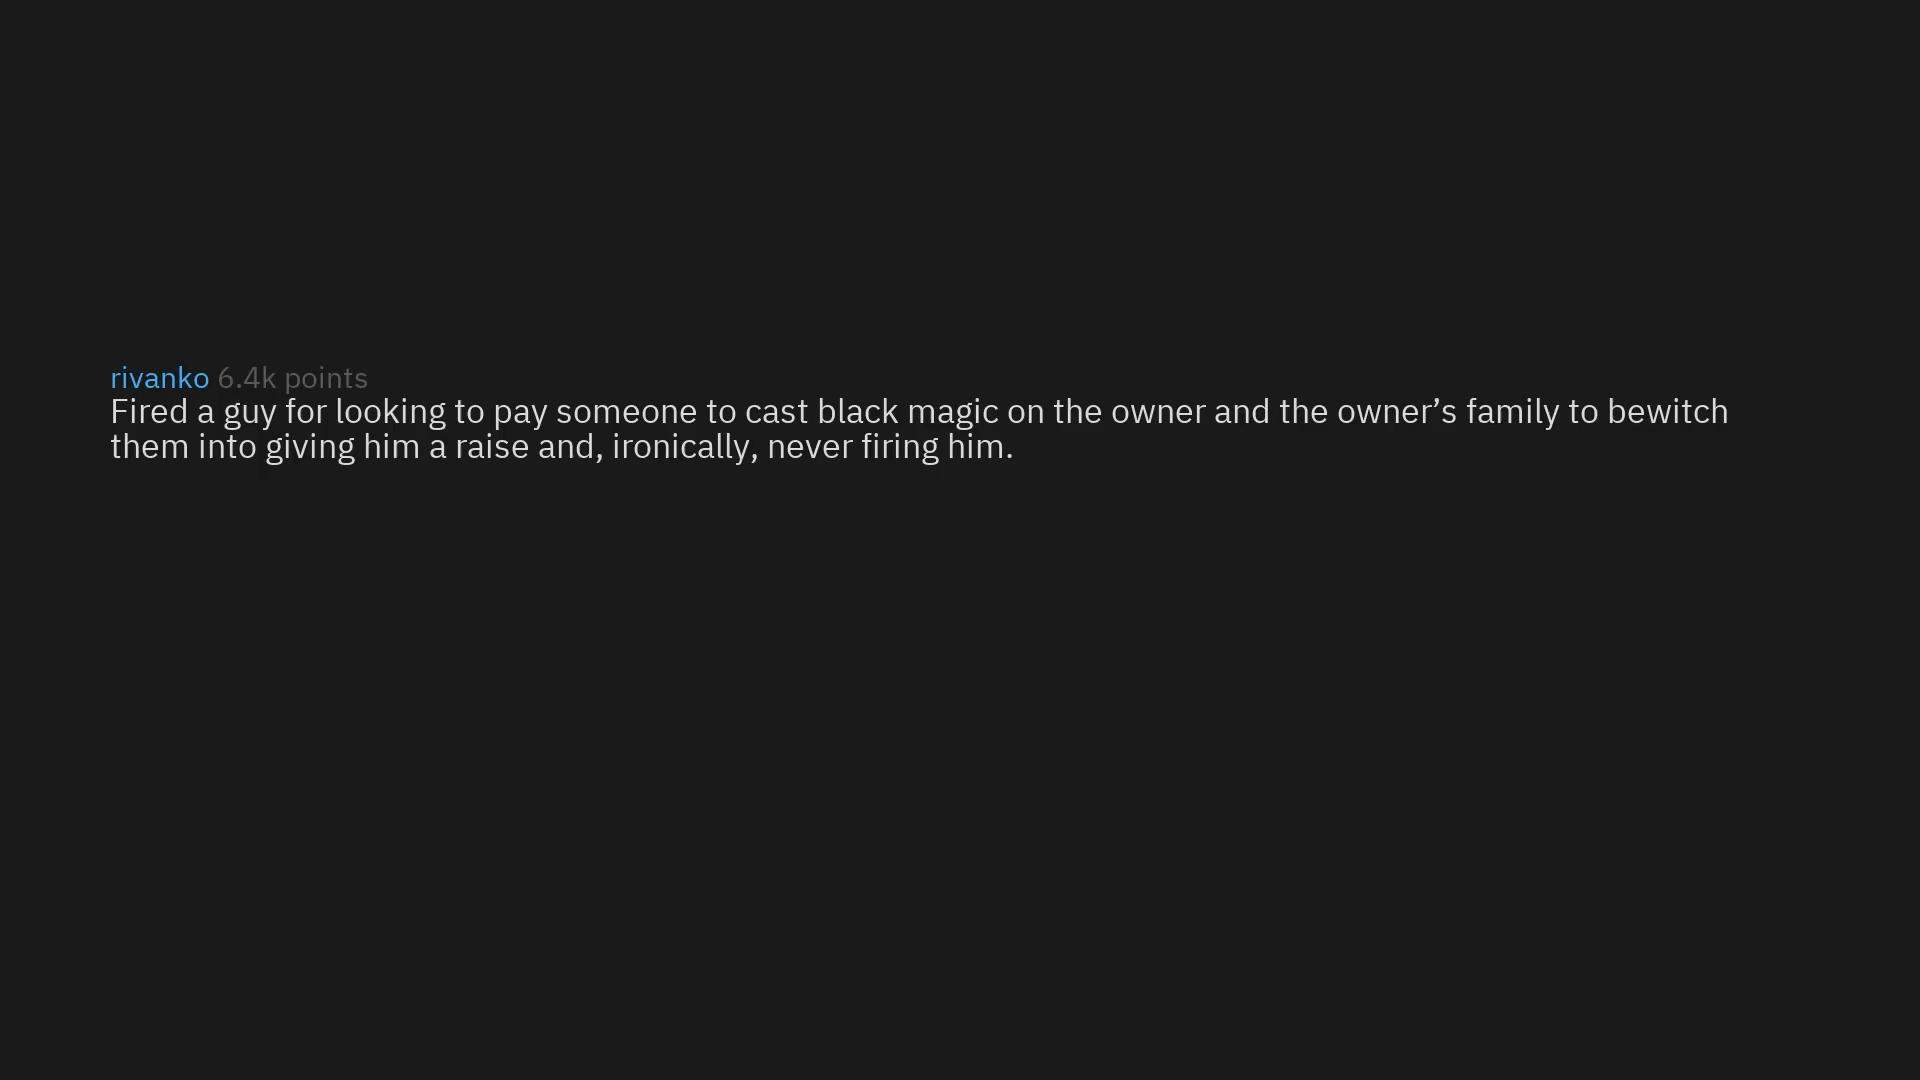 rivanko 6.4k points
Fired a guy for looking to pay someone to cast black magic on the owner and the owner’s family to bewitch
them into giving him a raise and, ironically, never firing him.